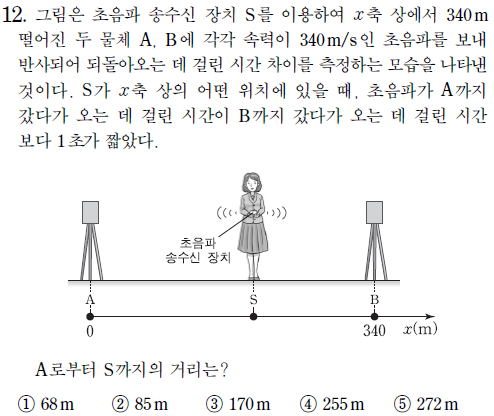 12. 그림은 초음파 송수신 장치 S를 이용하여 x축 상에서 340 m
떨어진 두 물체 A, B에 각각 속력이 340 m/s인 초음파를 보내
반사되어 되돌아오는 데 걸린 시간 차이를 측정하는 모습을 나타낸
것이다. S가 x축 상의 어떤 위치에 있을 때, 초음파가 A까지
갔다가 오는 데 걸린 시간이 B까지 갔다가 오는 데 걸린 시간
보다 1초가 짧았다.
초음파
송수신 장치
A S B
0 340 x(m)
A로부터 S까지의 거리는?
① 68 m ② 85 m ③ 170 m ④ 255 m ⑤ 272 m